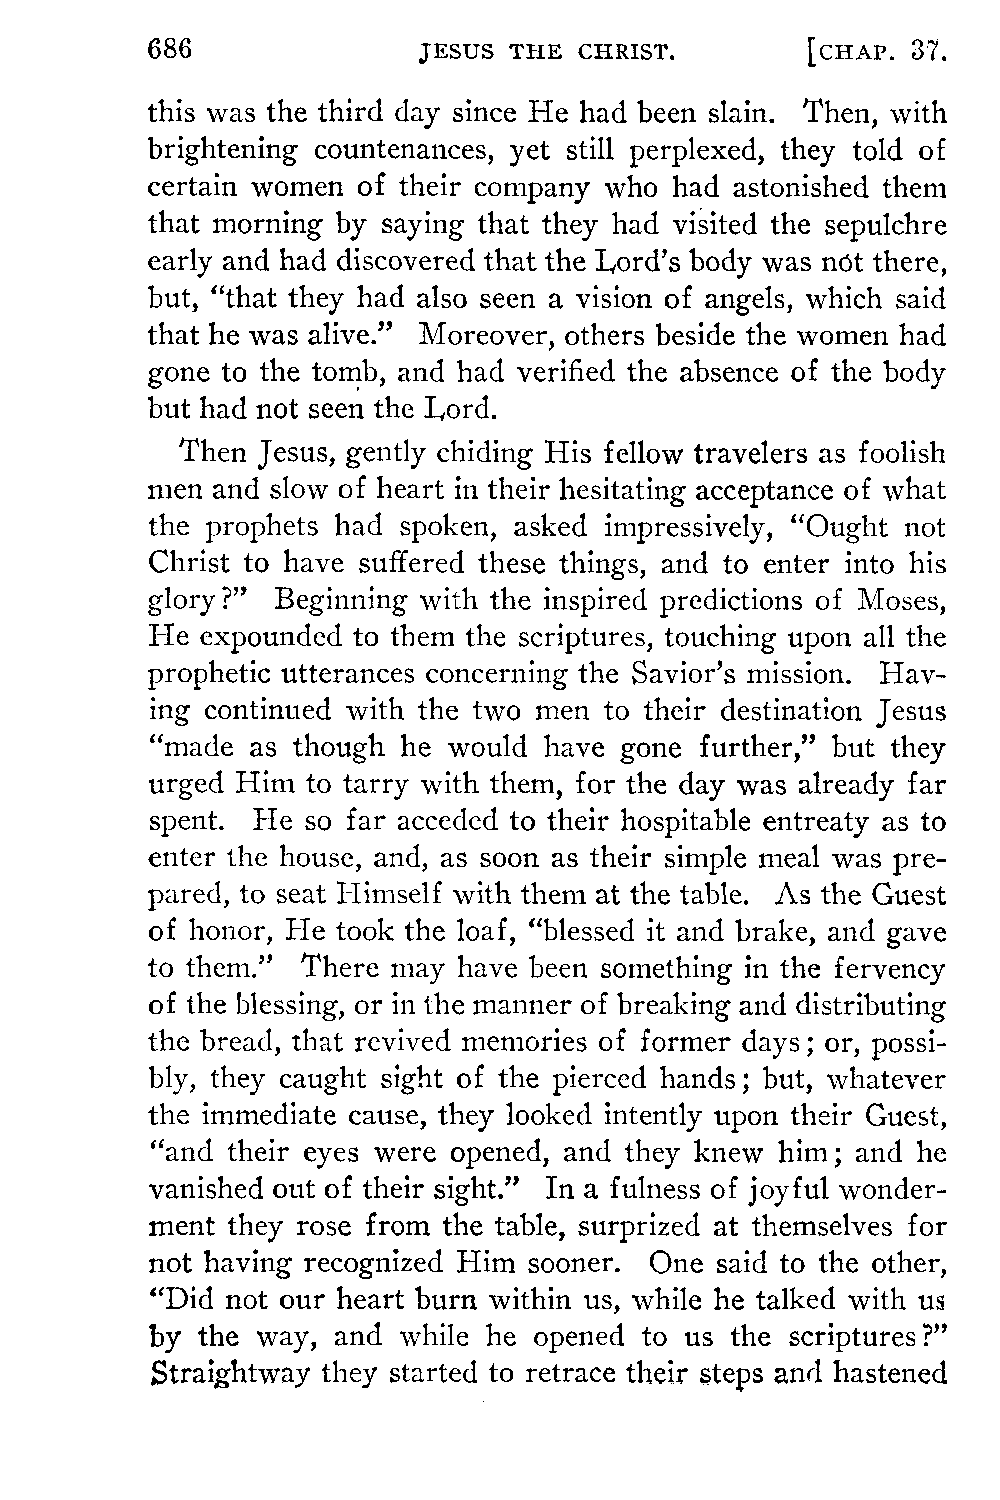 686 JESUS THE CHRIST. [CHAP. 37.
this was the third day since He had been slain. Then, with
brightening countenances, yet still perplexed, they told of
certain women of their company who had astonished them
that morning by saying that they had visited the sepulchre
early and had discovered that the Lord's body was not there,
but, “that they had also seen a vision of angels, which said
that he was alive.” Moreover, others beside the women had
gone to the tomb, and had verified the absence of the body
but had not seen the Lord.
Then Jesus, gently chiding His fellow travelers as foolish
men and slow of heart in their hesitating acceptance of what
the prophets had spoken, asked impressively, “Ought not
Christ to have suffered these things, and to enter into his
glory?” Beginning with the inspired predictions of Moses,
He expounded to them the scriptures, touching upon all the
prophetic utterances concerning the Savior's mission. Hav-
ing continued with the two men to their destination Jesus
“made as though he would have gone further,” but they
urged Him to tarry with them, for the day was already far
spent. He so far acceded to their hospitable entreaty as to
enter the house, and, as soon as their simple meal was pre-
pared, to seat Himself with them at the table. As the Guest
of honor, He took the loaf, “blessed it and brake, and gave
to them.” There may have been something in the fervency
of the blessing, or in the manner of breaking and distributing
the bread, that revived memories of former days; or, possi-
bly, they caught sight of the pierced hands; but, whatever
the immediate cause, they looked intently upon their Guest,
“and their eyes were opened, and they knew him; and he
vanished out of their sight.” In a fulness of joyful wonder-
ment they rose from the table, surprized at themselves for
not having recognized Him sooner. One said to the other,
“Did not our heart burn within us, while he talked with us
by the way, and while he opened to us the scriptures?”
Straightway they started to retrace their steps and hastened